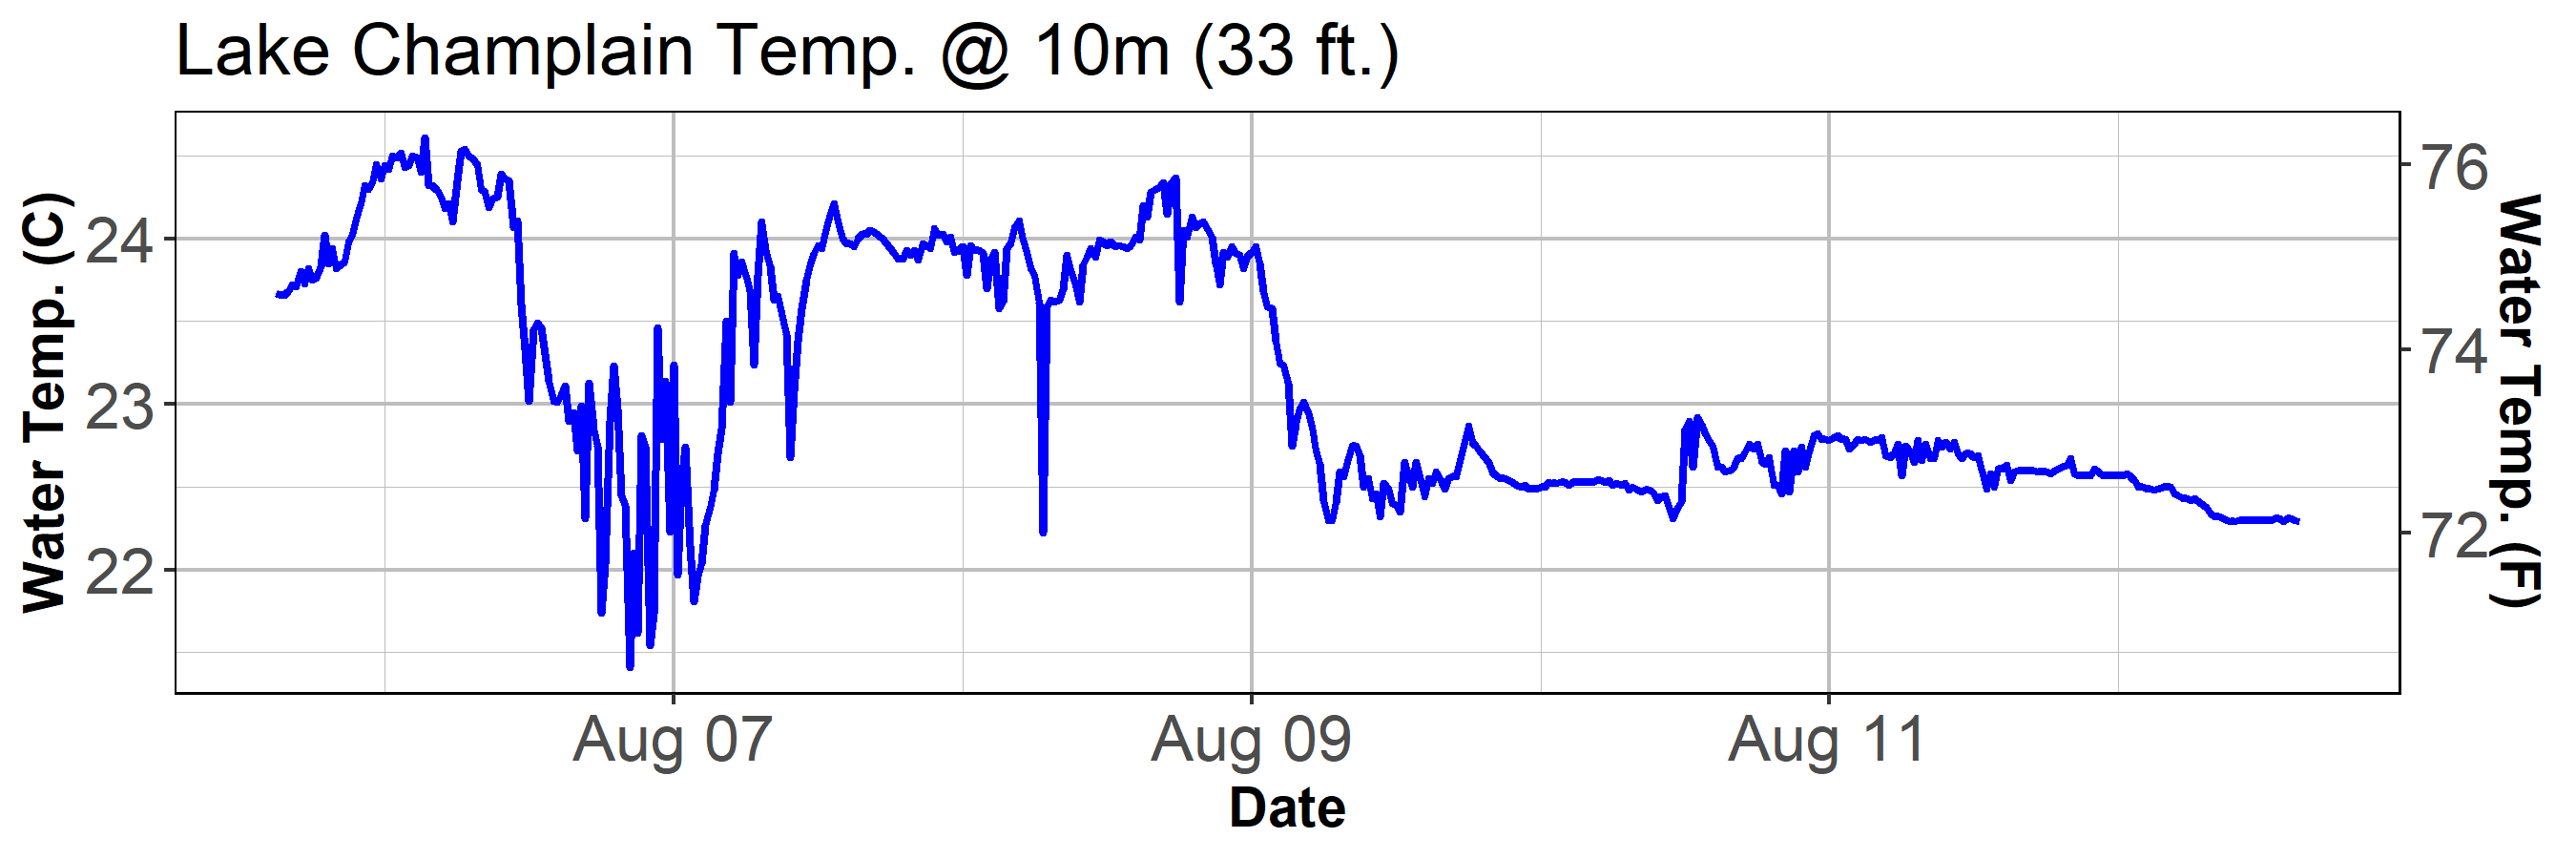 Lake Champlain Temp. @ 10m (33 ft.)
Water Temp. (C)
24
23
22
76
74
72
Water Temp. (F)
Aug 07
Aug 09
Aug 11
Date